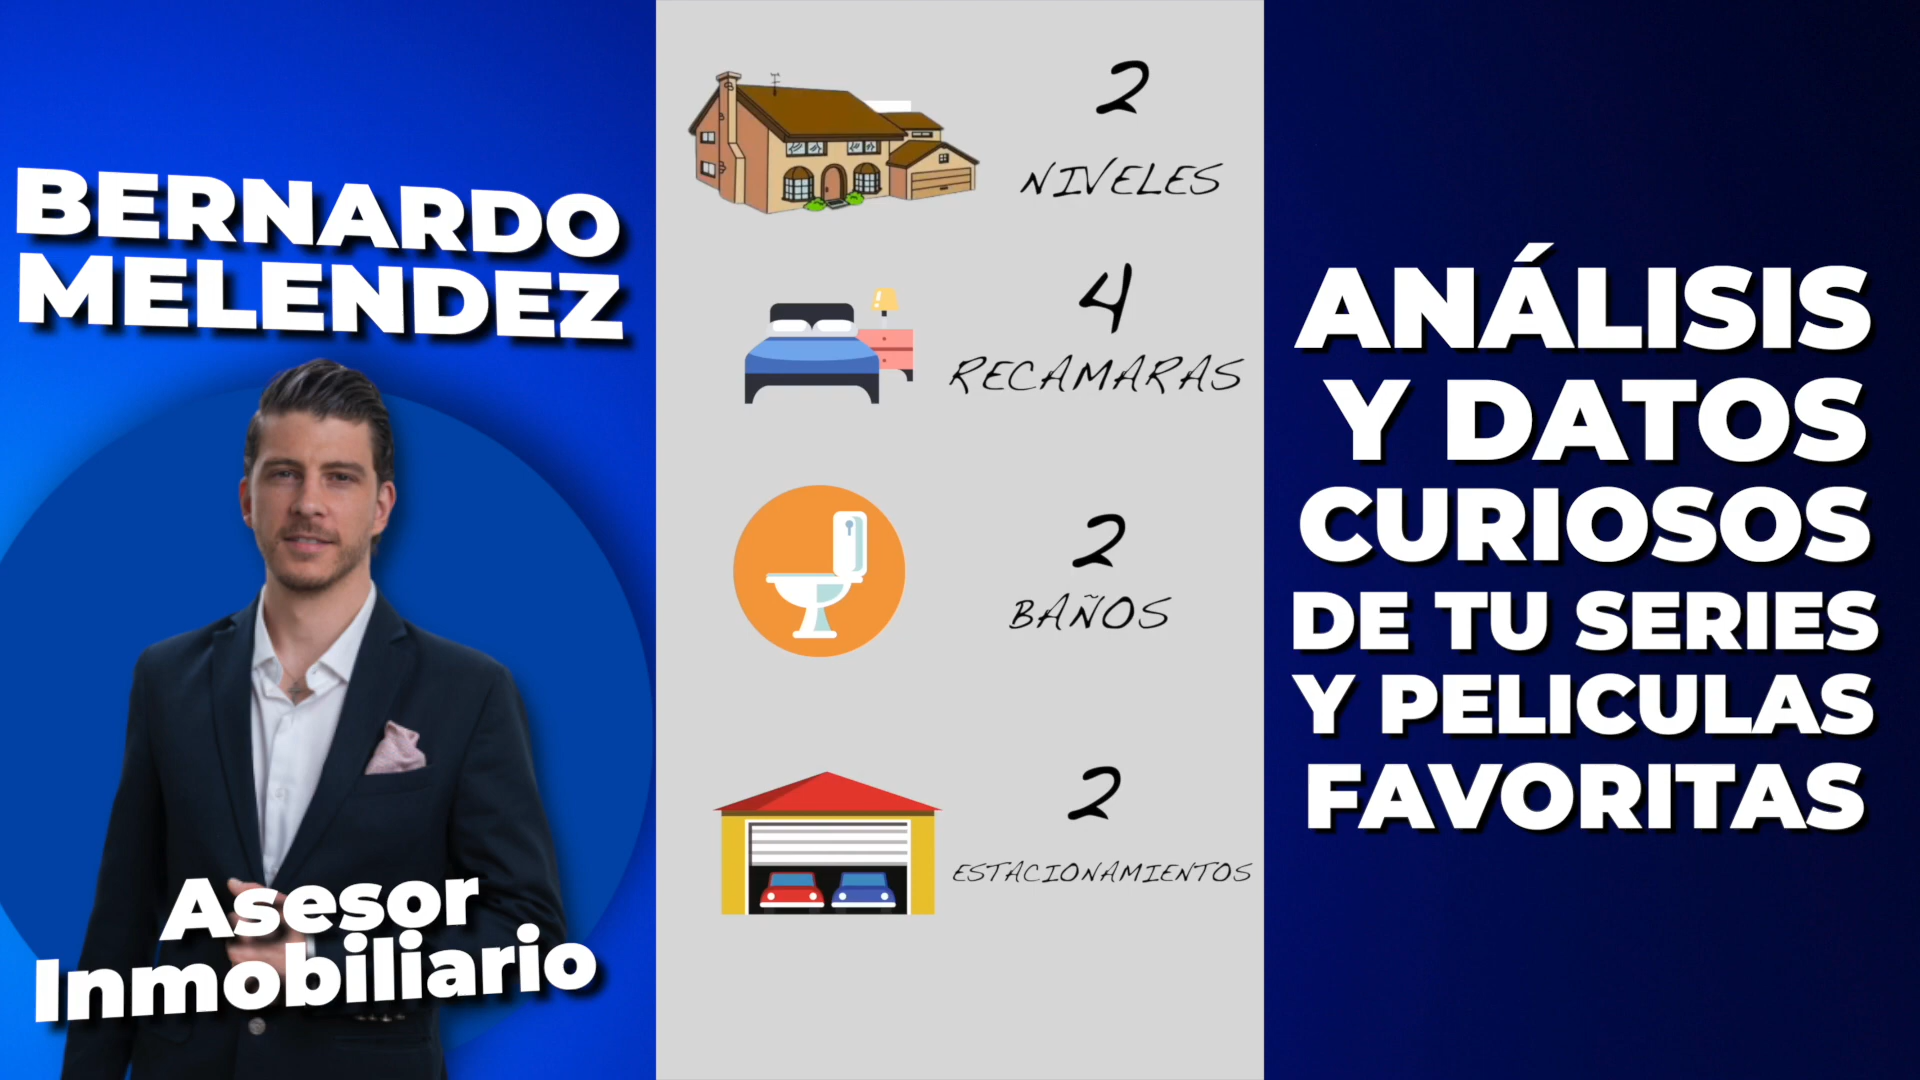 BERNARDO
MELENDEZ
Asesor
Inmobiliario
2
NIVELES
4
RECAMARAS
2
BAÑOS
2
ESTACIONAMIENTOS
ANÁLISIS
Y DATOS
CURIOSOS
DE TU SERIES
Y PELICULAS
FAVORITAS